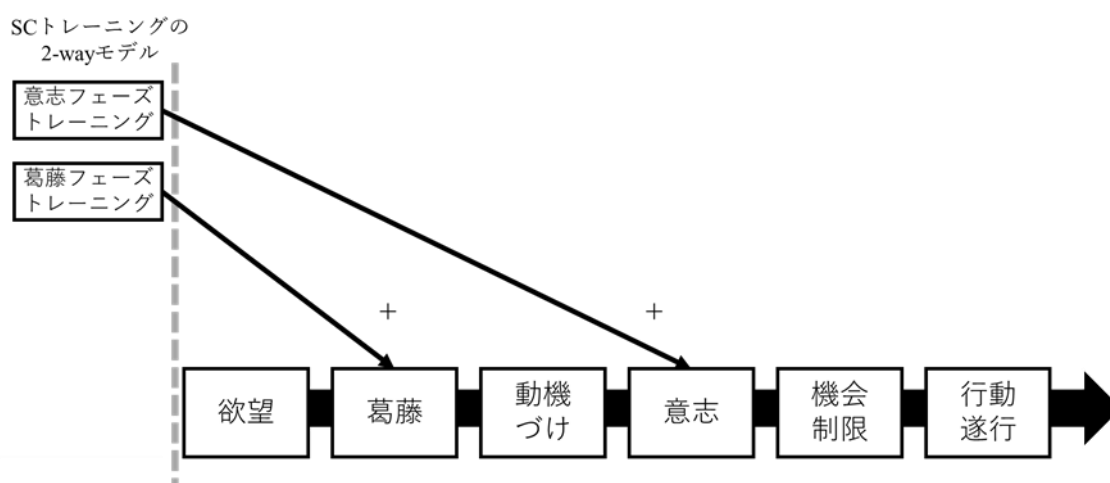 SCトレーニングの
2-wayモデル
意志フェーズ
トレーニング
葛藤フェーズ
トレーニング
+
+
欲望
葛藤
動機
づけ
意志
機会
制限
行動
遂行